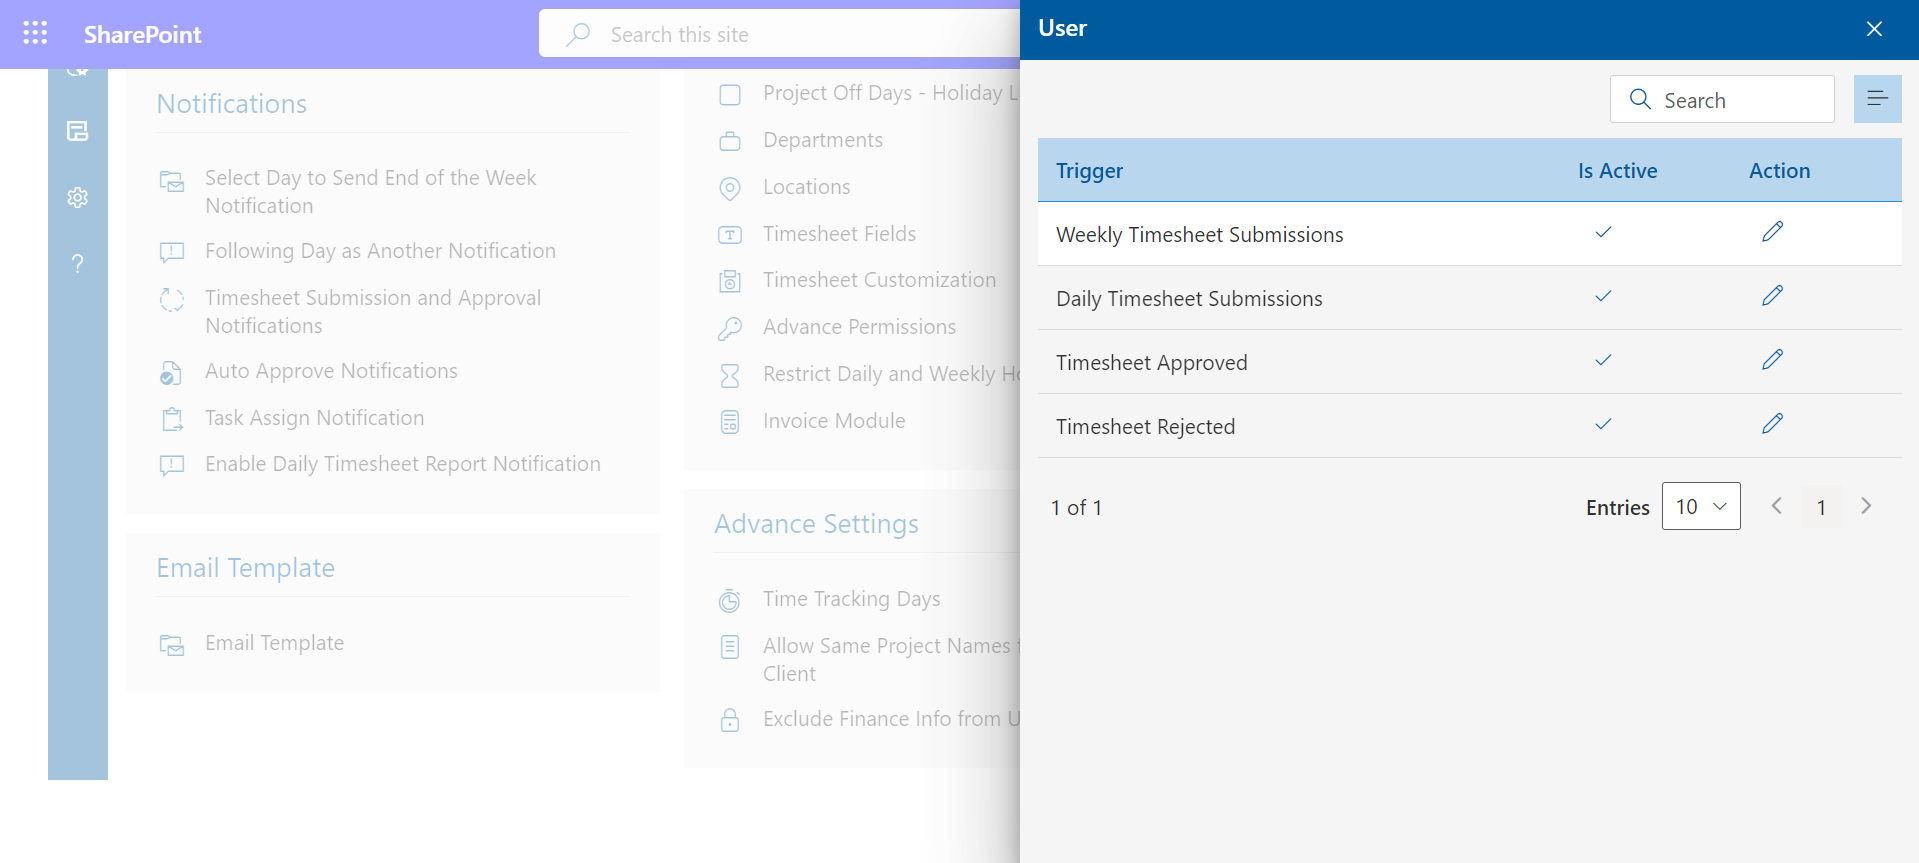 SharePoint
Search this site
Notifications
Select Day to Send End of the Week
Notification
Following Day as Another Notification
Timesheet Submission and Approval
Notifications
Auto Approve Notifications
Task Assign Notification
Enable Daily Timesheet Report Notification
Email Template
Email Template
Project Off Days - Holiday L
Departments
Locations
Timesheet Fields
Timesheet Customization
Advance Permissions
Restrict Daily and Weekly Ho
Invoice Module
Advance Settings
Time Tracking Days
Allow Same Project Names f
Client
Exclude Finance Info from U
User
Search
Trigger Is Active Action
Weekly Timesheet Submissions
Daily Timesheet Submissions
Timesheet Approved
Timesheet Rejected
1 of 1 Entries 10 1